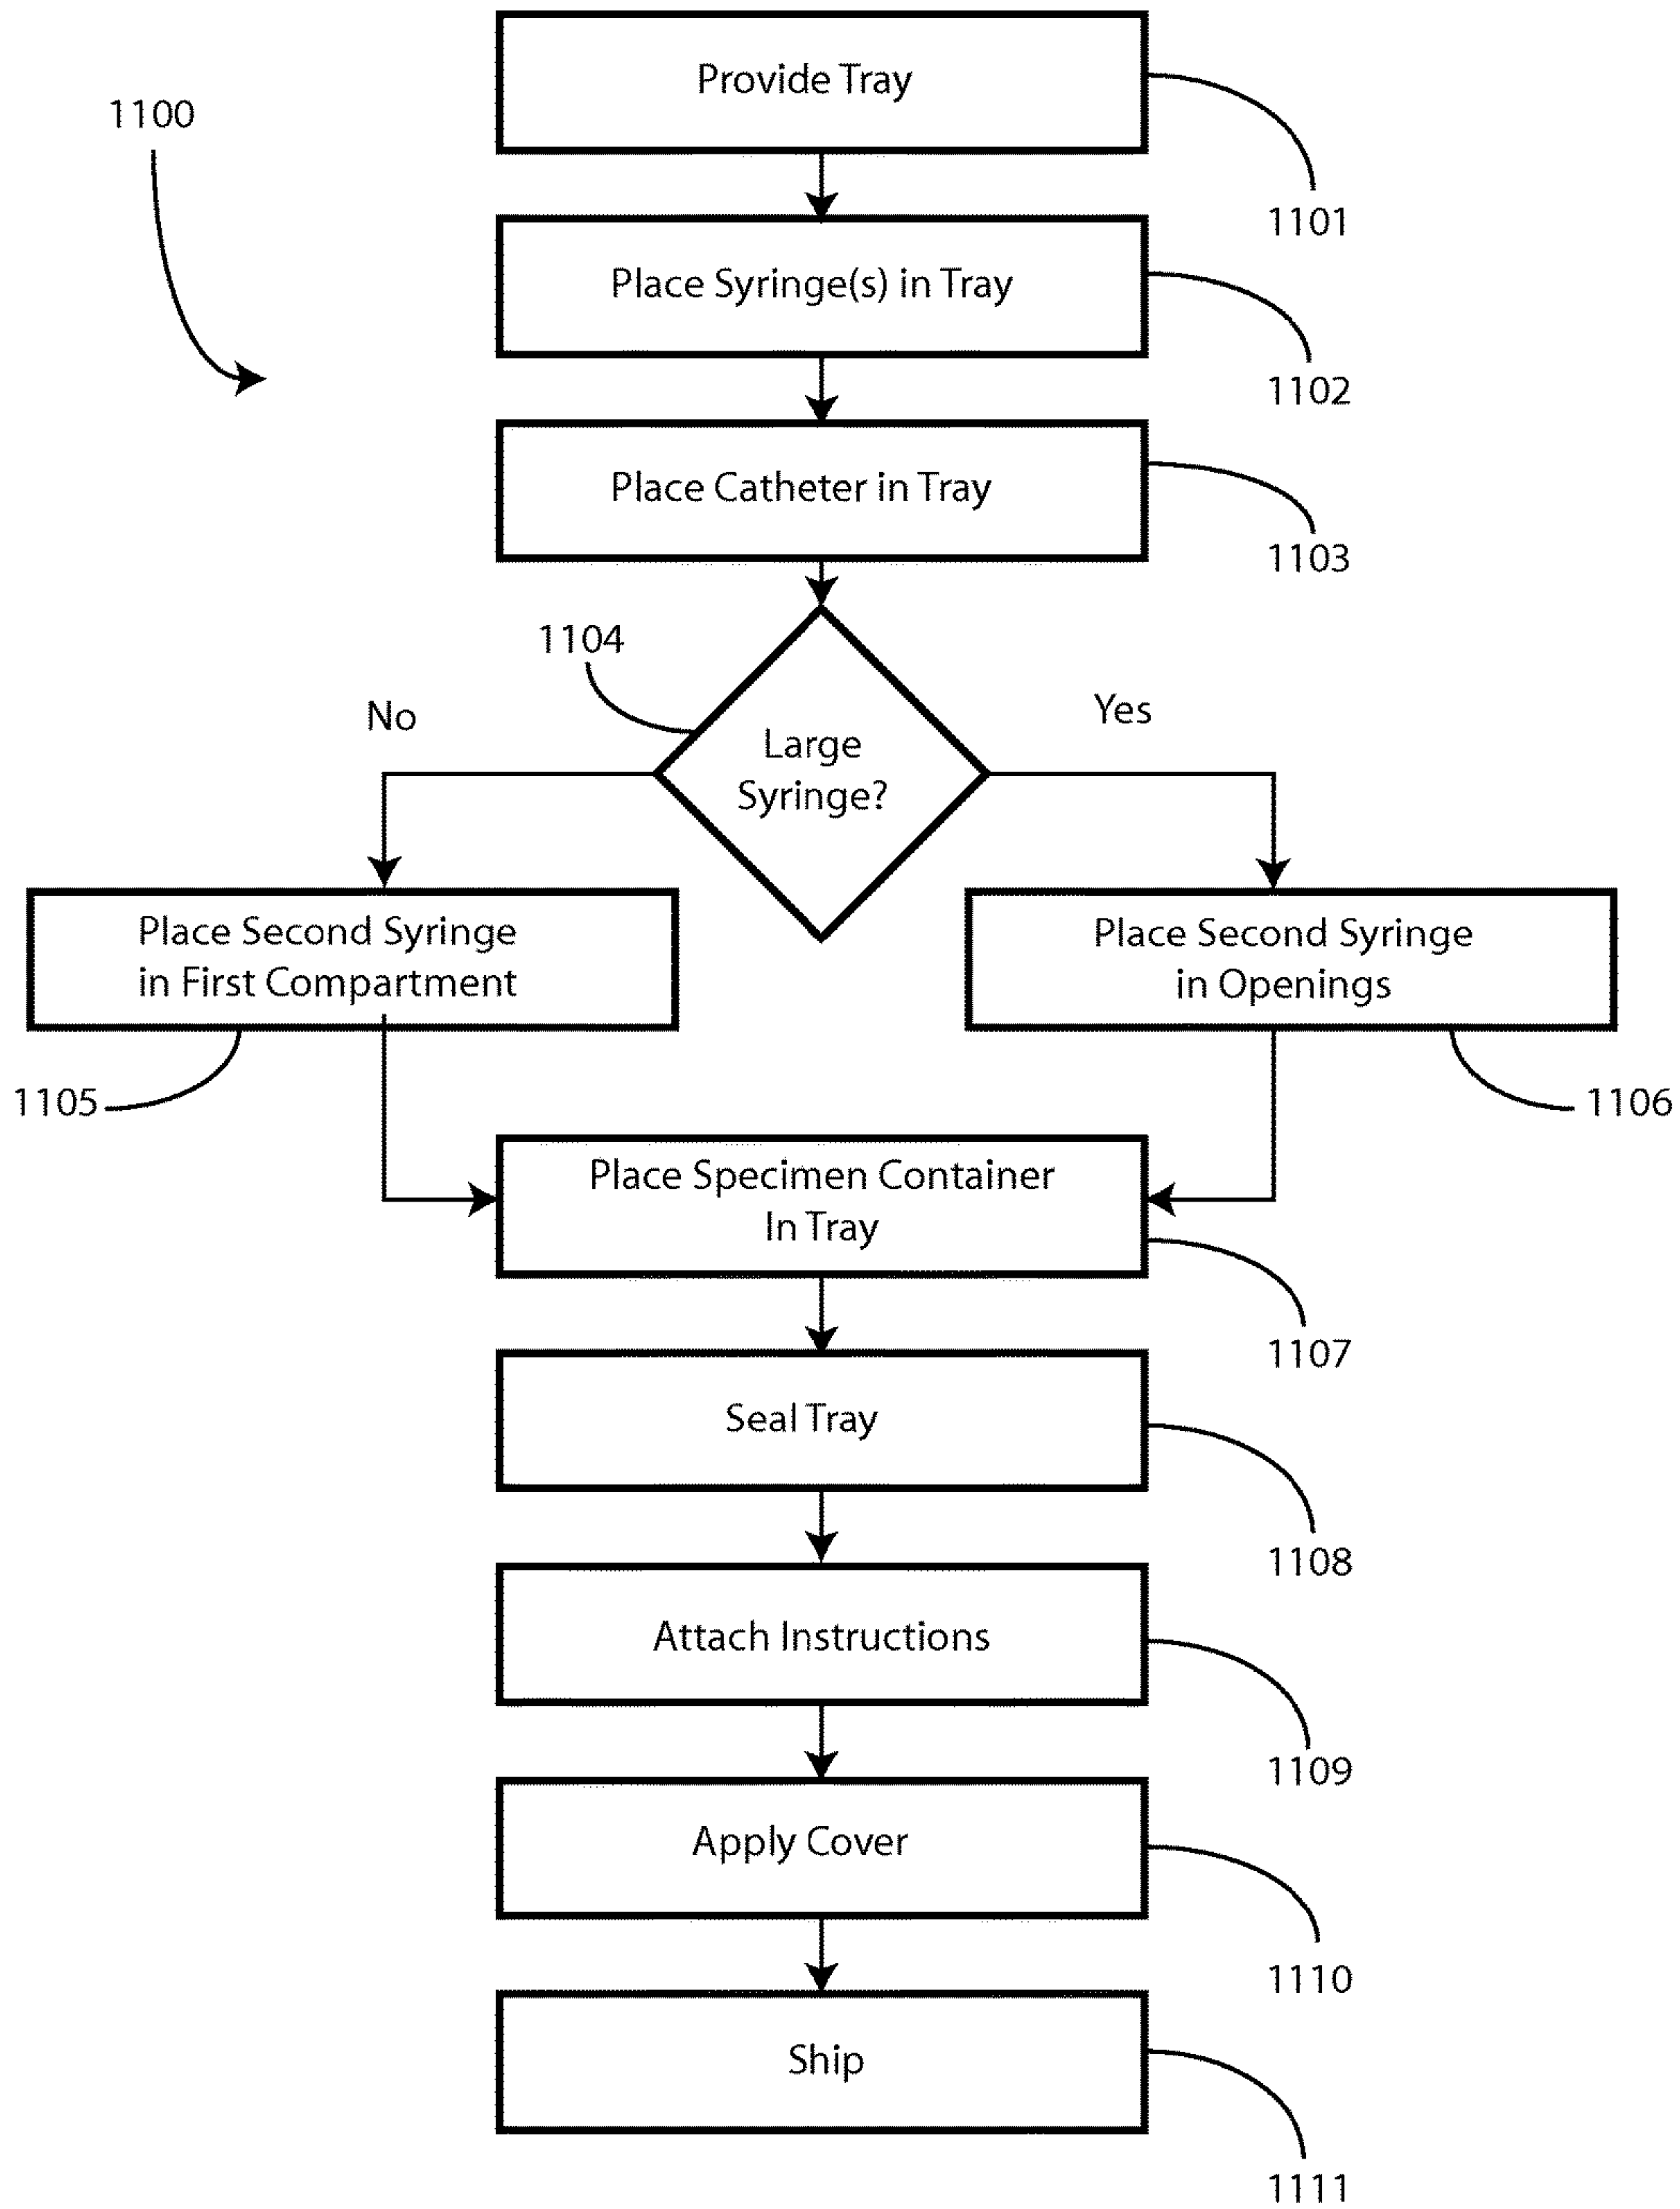 Provide Tray
1100
1101
Place Syringe(s) in Tray
1102
Place Catheter in Tray
1103
1104
No
Yes
Large
Syringe?
Place Second Syringe
in First Compartment
Place Second Syringe
in Openings
1105
1106
Place Specimen Container
In Tray
1107
Seal Tray
1108
Attach Instructions
1109
Apply Cover
1110
Ship
1111